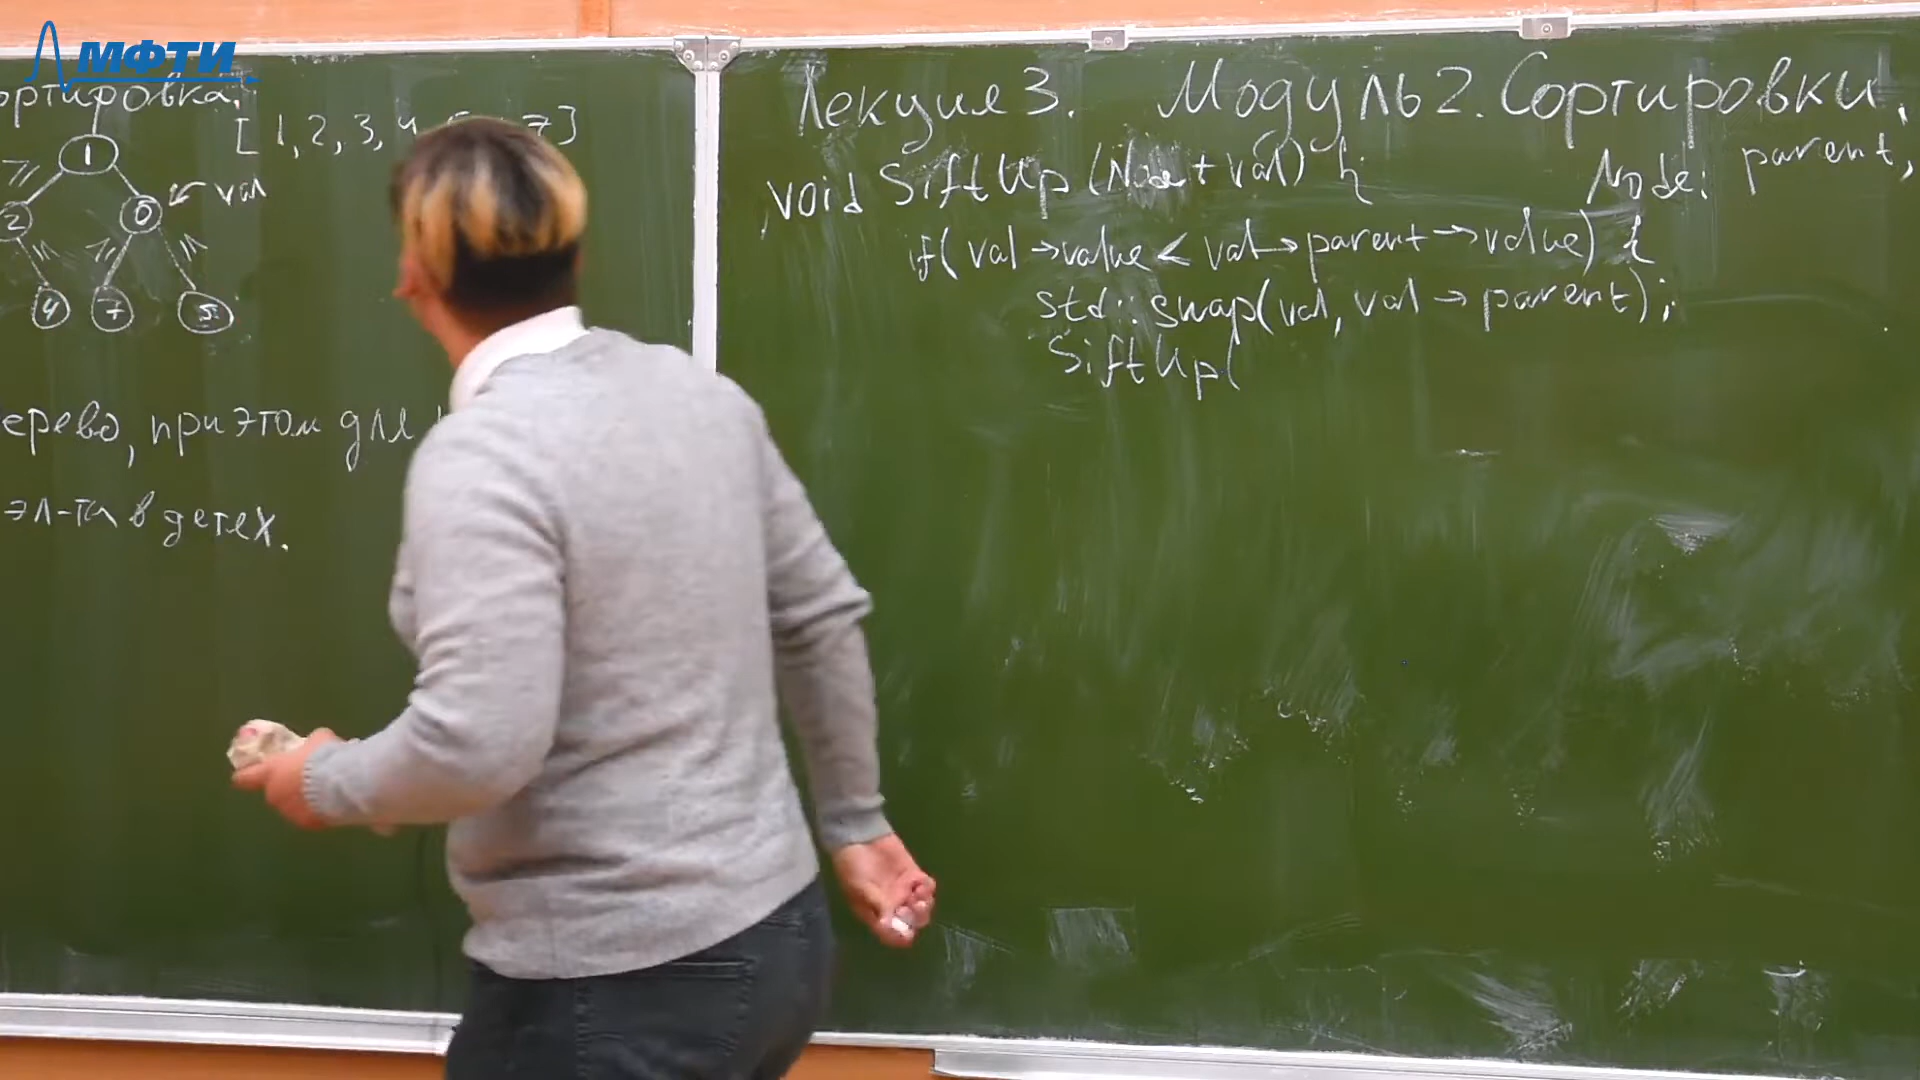 МФТИ
ортировка.
[1, 2, 3, 4, 7]
1
2
0
val
4
7
5
ерево, при этом для
эл-та в детех.
Лекция 3. Модуль 2. Сортировки.
void SiftUp(Node* val) {
Node: parent,
if(val->value < val->parent->value) {
std::swap(val, val->parent);
SiftUp(